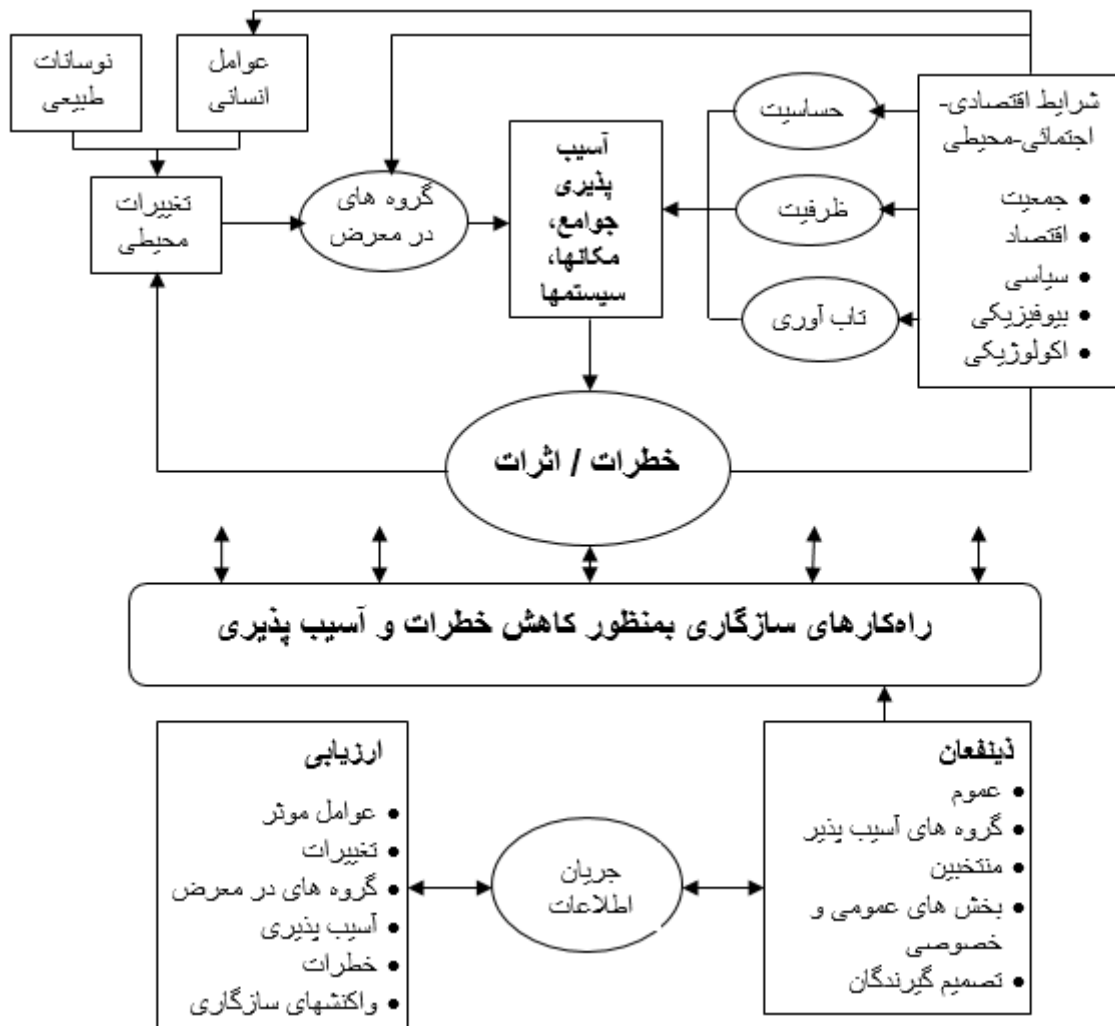 نوسانات
طبیعی
عوامل
انسانی
تغییرات
محیطی
گروه های
در معرض
آسیب
پذیری
جوامع،
مکانها،
سیستمها
حساسیت
ظرفیت
تاب آوری
شرایط اقتصادی-
اجتمائی-محیطی
• جمعیت
• اقتصاد
• سیاسی
• بیوفیزیکی
• اکولوژیکی
خطرات / اثرات
راه‌کارهای سازگاری بمنظور کاهش خطرات و آسیب پذیری
ارزیابی
• عوامل موثر
• تغییرات
• گروه های در معرض
• آسیب پذیری
• خطرات
• واکنشهای سازگاری
جریان
اطلاعات
ذینفعان
• عموم
• گروه های آسیب پذیر
• منتخبین
• بخش های عمومی و
خصوصی
• تصمیم گیرندگان